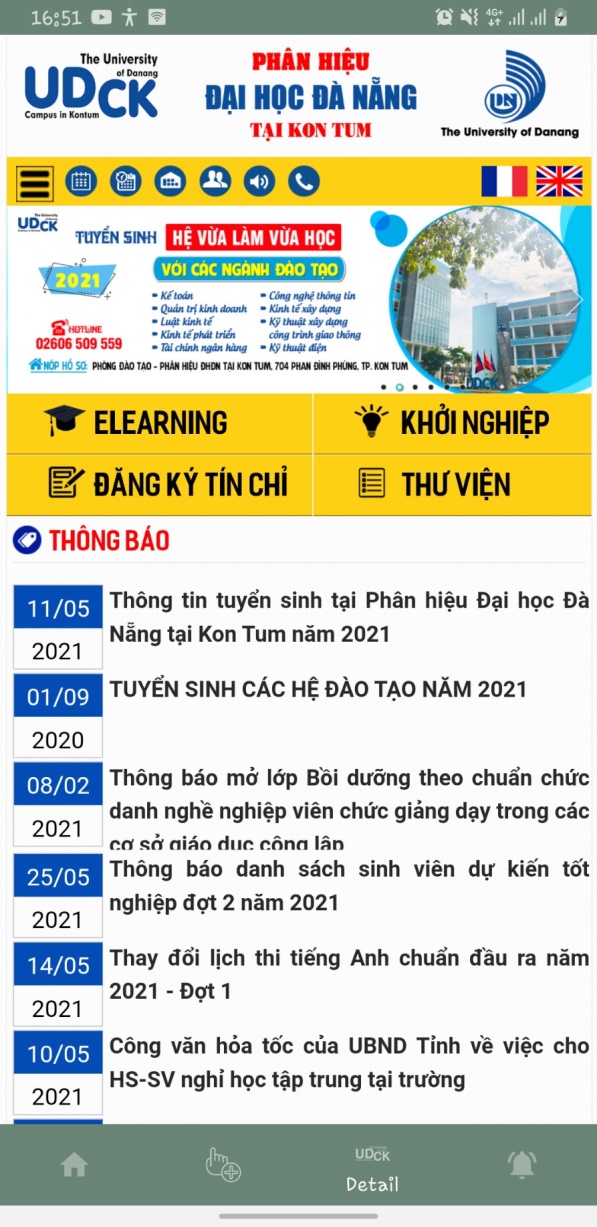 16:51
4G+
The University
of Danang
UDCK
Campus in Kontum
PHÂN HIỆU
ĐẠI HỌC ĐÀ NẴNG
TẠI KON TUM
ĐN
The University of Danang
UDCK
TUYỂN SINH
HỆ VỪA LÀM VỪA HỌC
2021
VỚI CÁC NGÀNH ĐÀO TẠO
Kế toán
Quản trị kinh doanh
Luật kinh tế
Kinh tế phát triển
Tài chính ngân hàng
Công nghệ thông tin
Kinh tế xây dựng
Kỹ thuật xây dựng
công trình giao thông
Kỹ thuật điện
HOTLINE
02606 509 559
NỘP HỒ SƠ: PHÒNG ĐÀO TẠO - PHÂN HIỆU ĐHĐN TẠI KON TUM, 704 PHAN ĐÌNH PHÙNG, TP. KON TUM
UDCK
ELEARNING
KHỞI NGHIỆP
ĐĂNG KÝ TÍN CHỈ
THƯ VIỆN
THÔNG BÁO
11/05
2021
Thông tin tuyển sinh tại Phân hiệu Đại học Đà
Nẵng tại Kon Tum năm 2021
01/09
2020
TUYỂN SINH CÁC HỆ ĐÀO TẠO NĂM 2021
08/02
2021
Thông báo mở lớp Bồi dưỡng theo chuẩn chức
danh nghề nghiệp viên chức giảng dạy trong các
cơ sở giáo dục công lập
25/05
2021
Thông báo danh sách sinh viên dự kiến tốt
nghiệp đợt 2 năm 2021
14/05
2021
Thay đổi lịch thi tiếng Anh chuẩn đầu ra năm
2021 - Đợt 1
10/05
2021
Công văn hỏa tốc của UBND Tỉnh về việc cho
HS-SV nghỉ học tập trung tại trường
UDCK
Detail